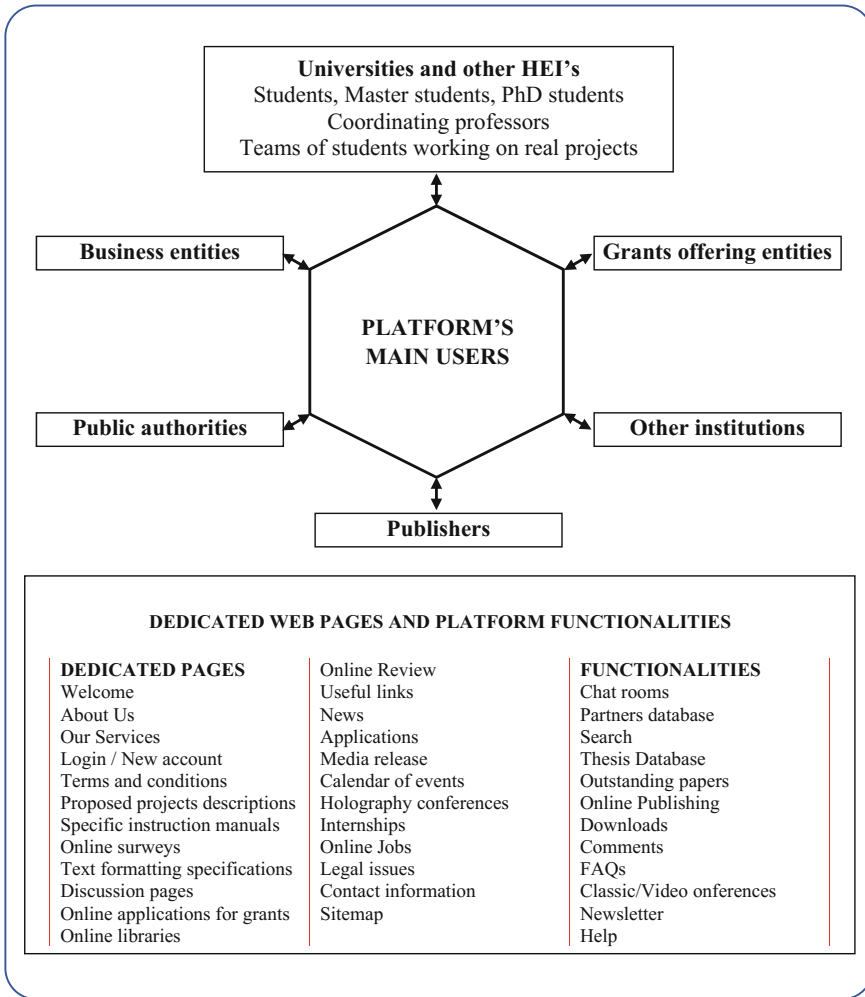 Universities and other HEI's
Students, Master students, PhD students
Coordinating professors
Teams of students working on real projects
Business entities
Grants offering entities
PLATFORM'S
MAIN USERS
Public authorities
Other institutions
Publishers
DEDICATED WEB PAGES AND PLATFORM FUNCTIONALITIES
DEDICATED PAGES
Welcome
About Us
Our Services
Login / New account
Terms and conditions
Proposed projects descriptions
Specific instruction manuals
Online surweys
Text formatting specifications
Discussion pages
Online applications for grants
Online libraries
Online Review
Useful links
News
Applications
Media release
Calendar of events
Holography conferences
Internships
Online Jobs
Legal issues
Contact information
Sitemap
FUNCTIONALITIES
Chat rooms
Partners database
Search
Thesis Database
Outstanding papers
Online Publishing
Downloads
Comments
FAQs
Classic/Video onferences
Newsletter
Help